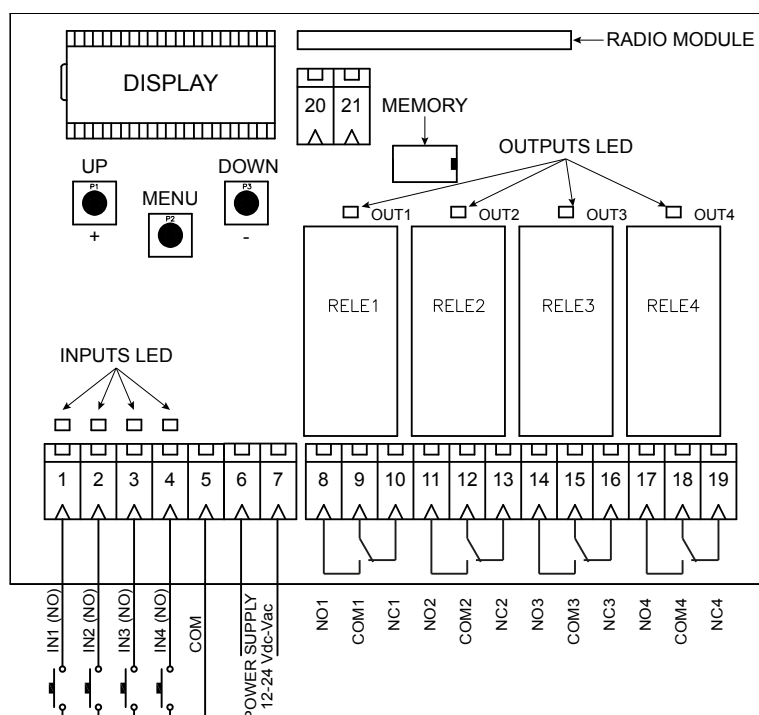 RADIO MODULE
DISPLAY
20 21
MEMORY
OUTPUTS LED
UP
DOWN
MENU
P1
P2
P3
+
-
OUT1
OUT2
OUT3
OUT4
RELE1
RELE2
RELE3
RELE4
INPUTS LED
1 2 3 4 5 6 7
8 9 10 11 12 13 14 15 16 17 18 19
IN1 (NO)
IN2 (NO)
IN3 (NO)
IN4 (NO)
COM
POWER SUPPLY
12-24 Vdc-Vac
NO1
COM1
NC1
NO2
COM2
NC2
NO3
COM3
NC3
NO4
COM4
NC4